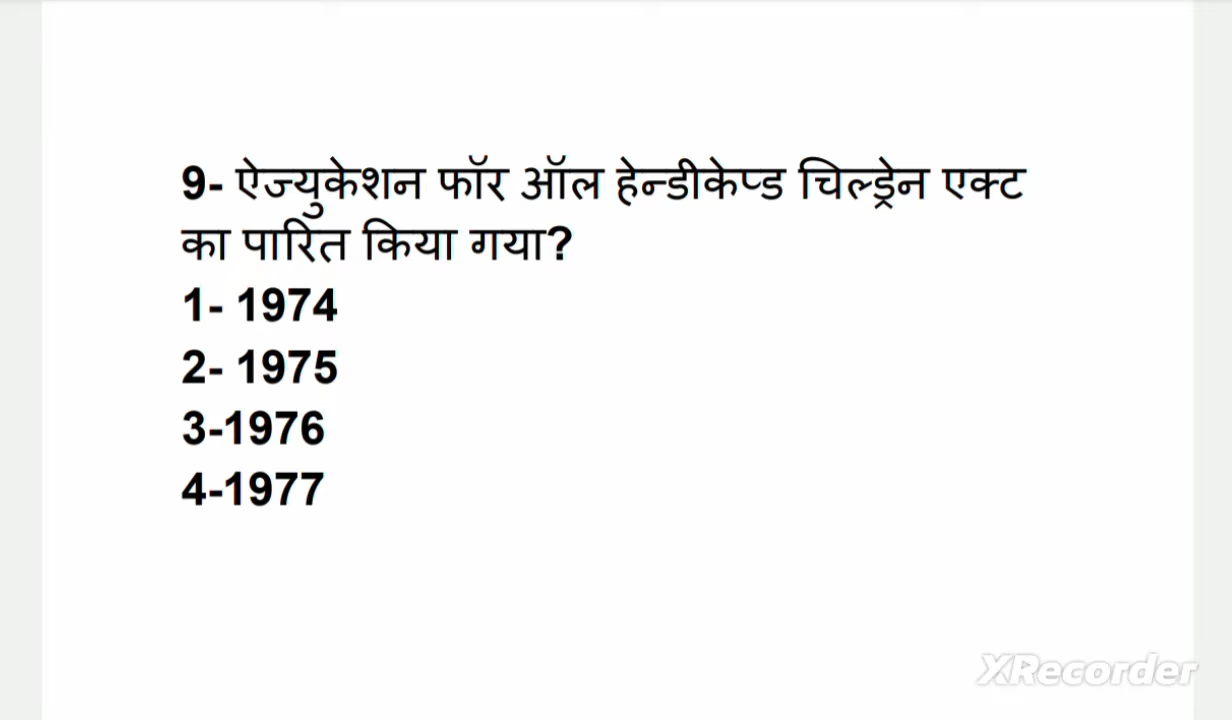 9- ऐज्युकेशन फॉर ऑल हेन्डीकेप्ड चिल्ड्रेन एक्ट
का पारित किया गया?
1- 1974
2- 1975
3-1976
4-1977
XRecorder